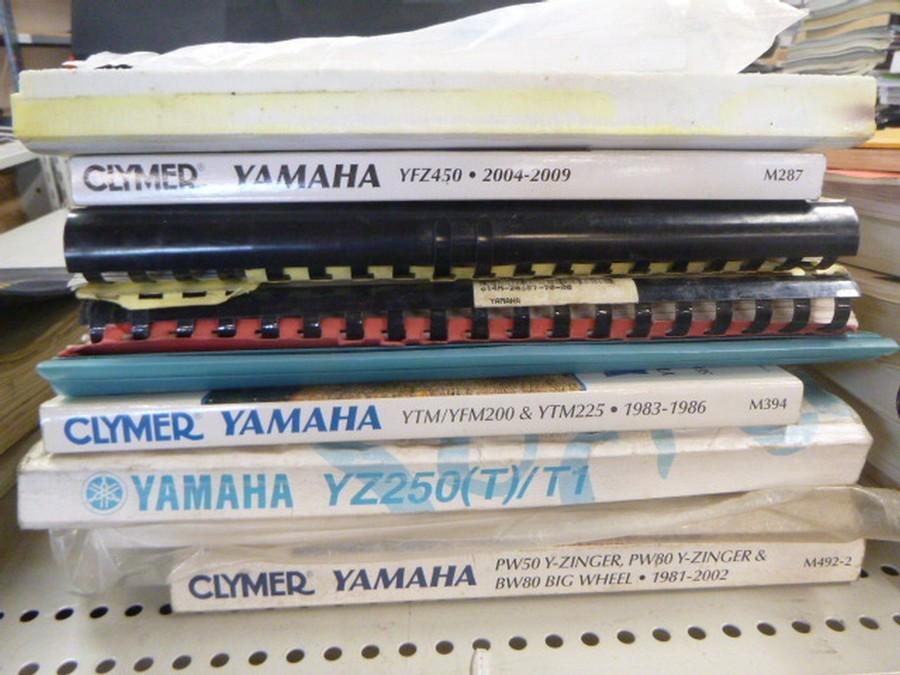 CLYMER® YAMAHA YFZ450 • 2004-2009 M287
YAMAHA
CLYMER YAMAHA YTM/YFM200 & YTM225 • 1983-1986 M394
YAMAHA YZ250(T)/T1
CLYMER® YAMAHA PW50 Y-ZINGER, PW80 Y-ZINGER &
BW80 BIG WHEEL • 1981-2002 M492-2